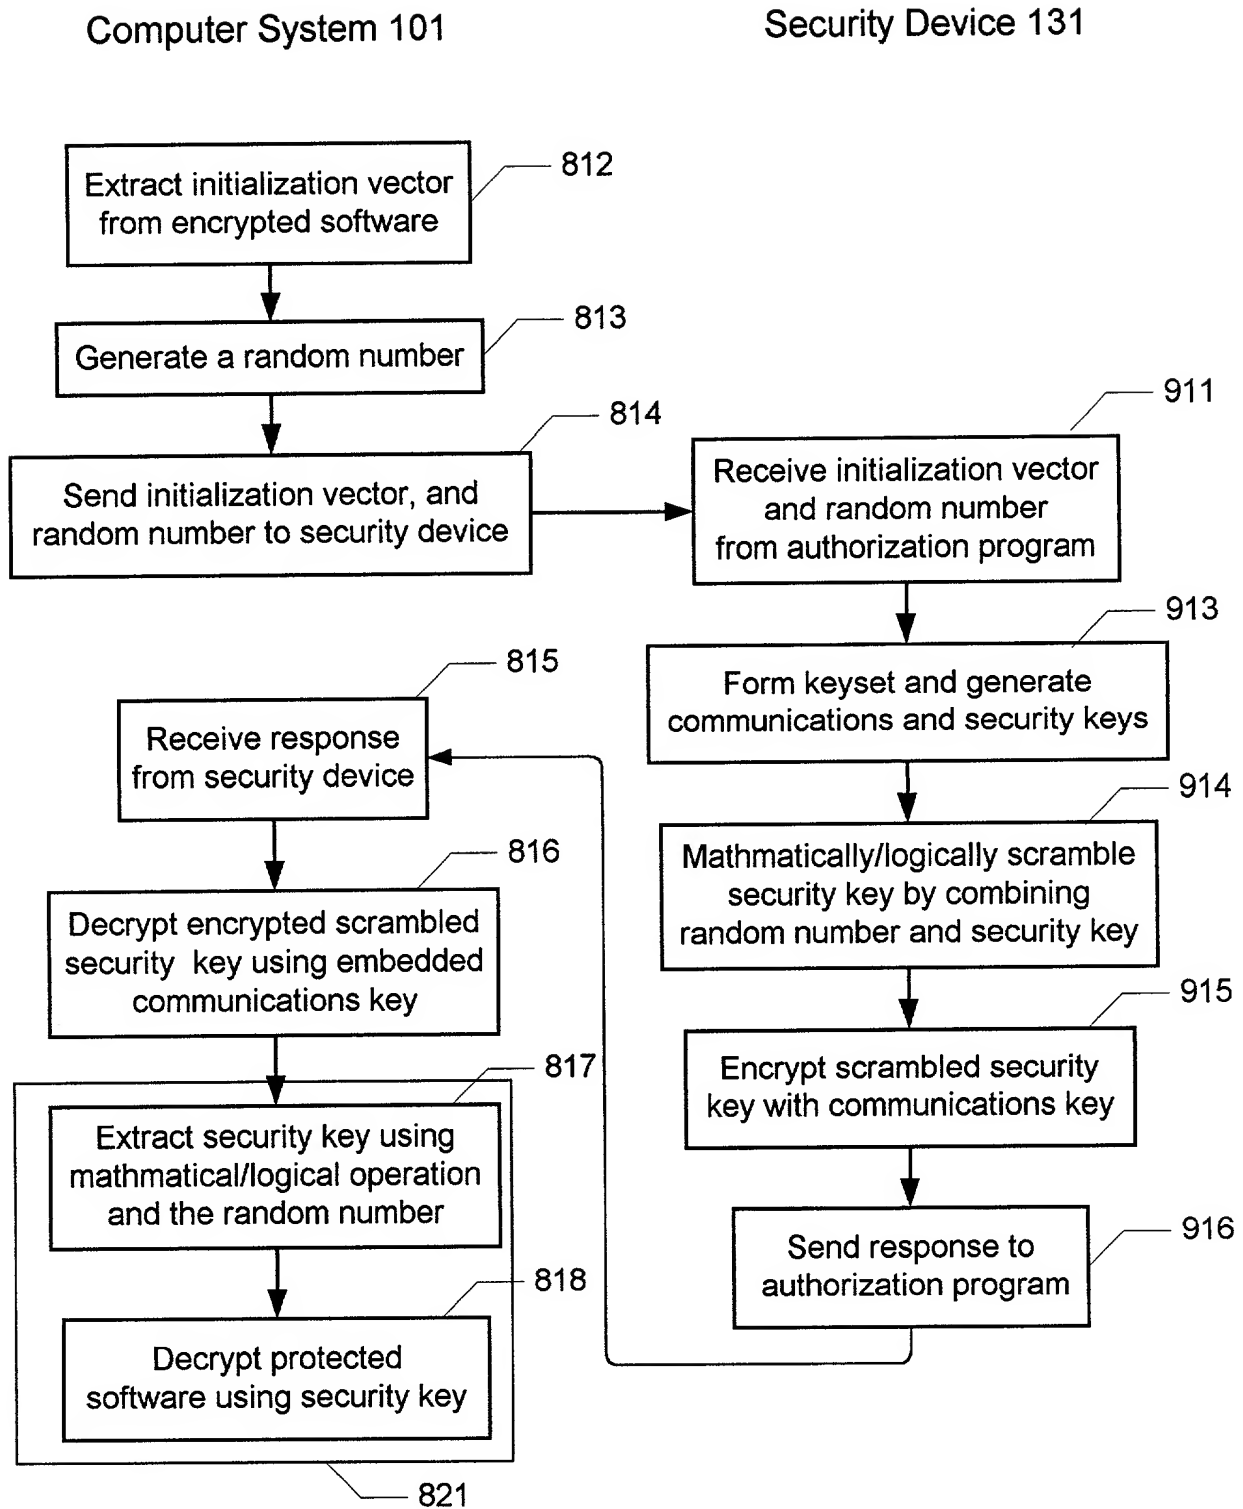 Computer System 101
Security Device 131
812
Extract initialization vector
from encrypted software
813
Generate a random number
814
Send initialization vector, and
random number to security device
911
Receive initialization vector
and random number
from authorization program
913
Form keyset and generate
communications and security keys
914
Mathmatically/logically scramble
security key by combining
random number and security key
915
Encrypt scrambled security
key with communications key
916
Send response to
authorization program
815
Receive response
from security device
816
Decrypt encrypted scrambled
security key using embedded
communications key
817
Extract security key using
mathmatical/logical operation
and the random number
818
Decrypt protected
software using security key
821